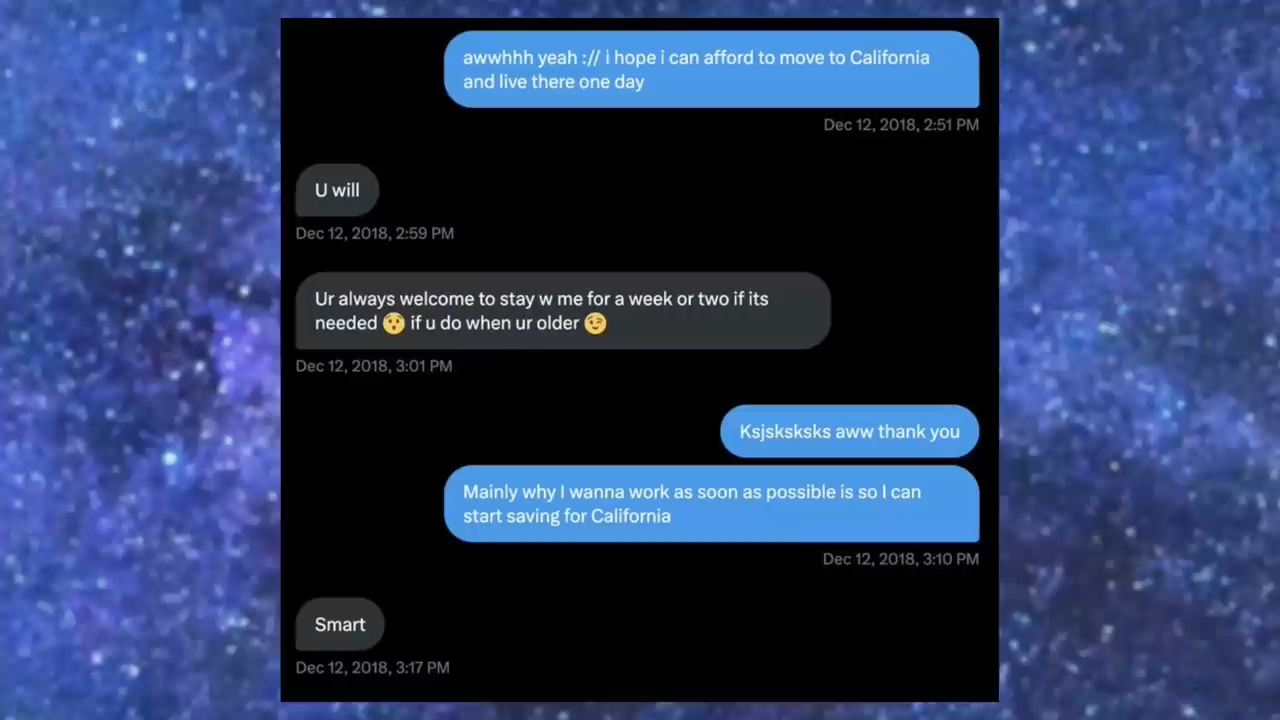 awwhhh yeah :// i hope i can afford to move to California
and live there one day
Dec 12, 2018, 2:51 PM
U will
Dec 12, 2018, 2:59 PM
Ur always welcome to stay w me for a week or two if its
needed 😯 if u do when ur older 😉
Dec 12, 2018, 3:01 PM
Ksjsksksks aww thank you
Mainly why I wanna work as soon as possible is so I can
start saving for California
Dec 12, 2018, 3:10 PM
Smart
Dec 12, 2018, 3:17 PM